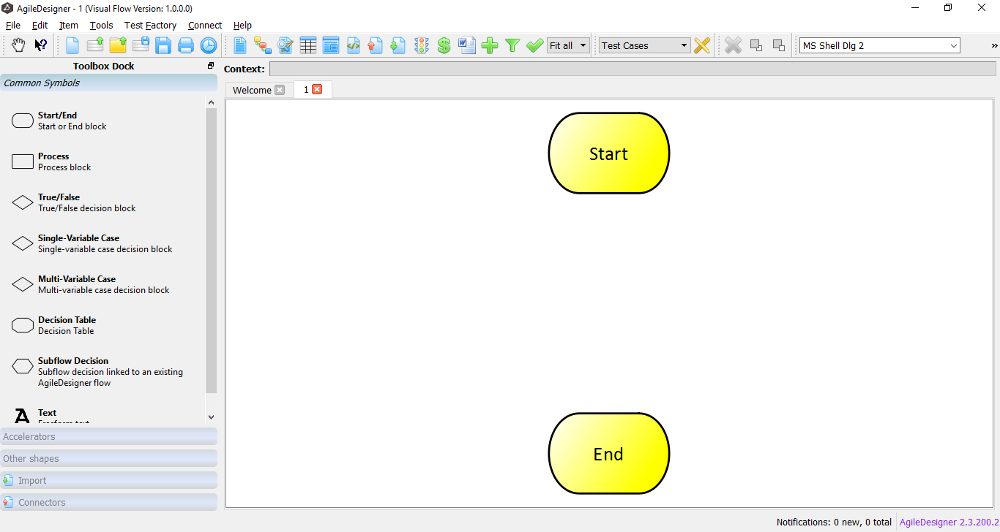 AgileDesigner - 1 (Visual Flow Version: 1.0.0.0)
File Edit Item Tools Test Factory Connect Help
Fit all Test Cases MS Shell Dlg 2
Toolbox Dock
Context:
Common Symbols
Welcome 1
Start/End
Start or End block
Process
Process block
True/False
True/False decision block
Single-Variable Case
Single-variable case decision block
Multi-Variable Case
Multi-variable case decision block
Decision Table
Decision Table
Subflow Decision
Subflow decision linked to an existing
AgileDesigner flow
Text
Freeform text
Accelerators
Other shapes
Import
Connectors
Start
End
Notifications: 0 new, 0 total
AgileDesigner 2.3.200.2